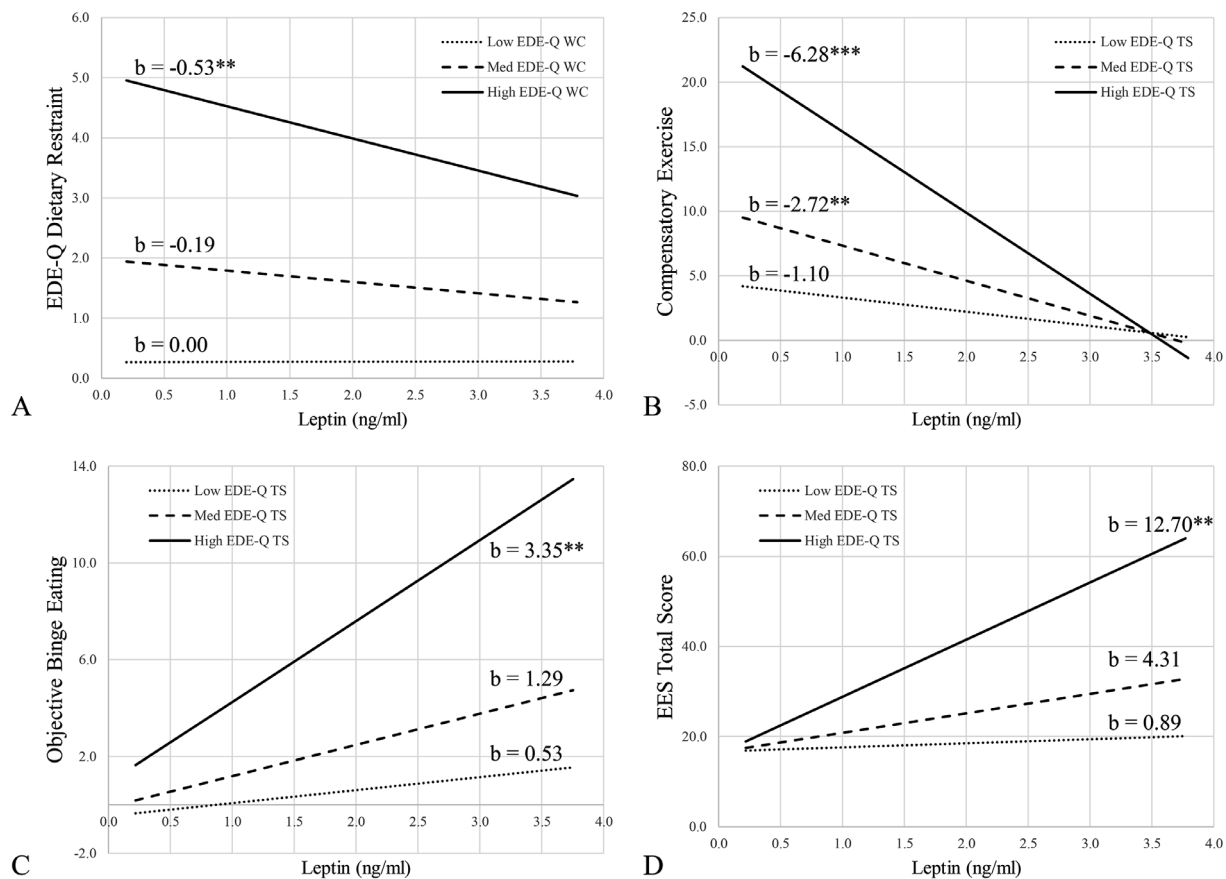 6.0
5.0
4.0
3.0
2.0
1.0
0.0
EDE-Q Dietary Restraint
Low EDE-Q WC
Med EDE-Q WC
High EDE-Q WC
b = -0.53**
b = -0.19
b = 0.00
0.0 0.5 1.0 1.5 2.0 2.5 3.0 3.5 4.0
Leptin (ng/ml)
A
25.0
20.0
15.0
10.0
5.0
0.0
-5.0
Compensatory Exercise
Low EDE-Q TS
Med EDE-Q TS
High EDE-Q TS
b = -6.28***
b = -2.72**
b = -1.10
0.0 0.5 1.0 1.5 2.0 2.5 3.0 3.5 4.0
Leptin (ng/ml)
B
14.0
10.0
6.0
2.0
-2.0
Objective Binge Eating
Low EDE-Q TS
Med EDE-Q TS
High EDE-Q TS
b = 3.35**
b = 1.29
b = 0.53
0.0 0.5 1.0 1.5 2.0 2.5 3.0 3.5 4.0
Leptin (ng/ml)
C
80.0
60.0
40.0
20.0
0.0
EES Total Score
Low EDE-Q TS
Med EDE-Q TS
High EDE-Q TS
b = 12.70**
b = 4.31
b = 0.89
0.0 0.5 1.0 1.5 2.0 2.5 3.0 3.5 4.0
Leptin (ng/ml)
D